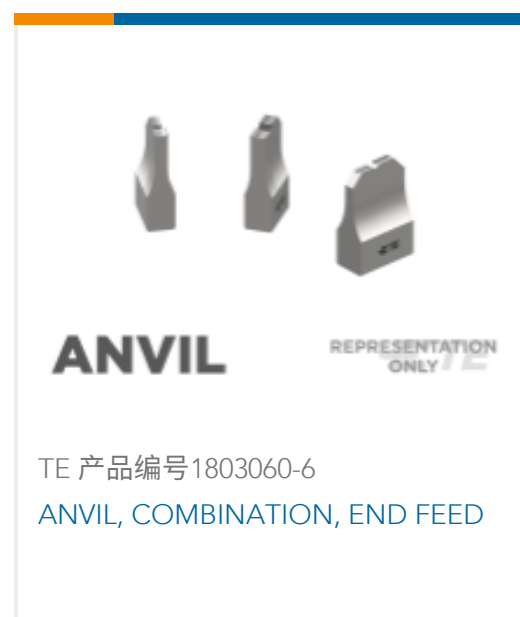 ANVIL
REPRESENTATION
ONLY
TE
TE 产品编号1803060-6
ANVIL, COMBINATION, END FEED